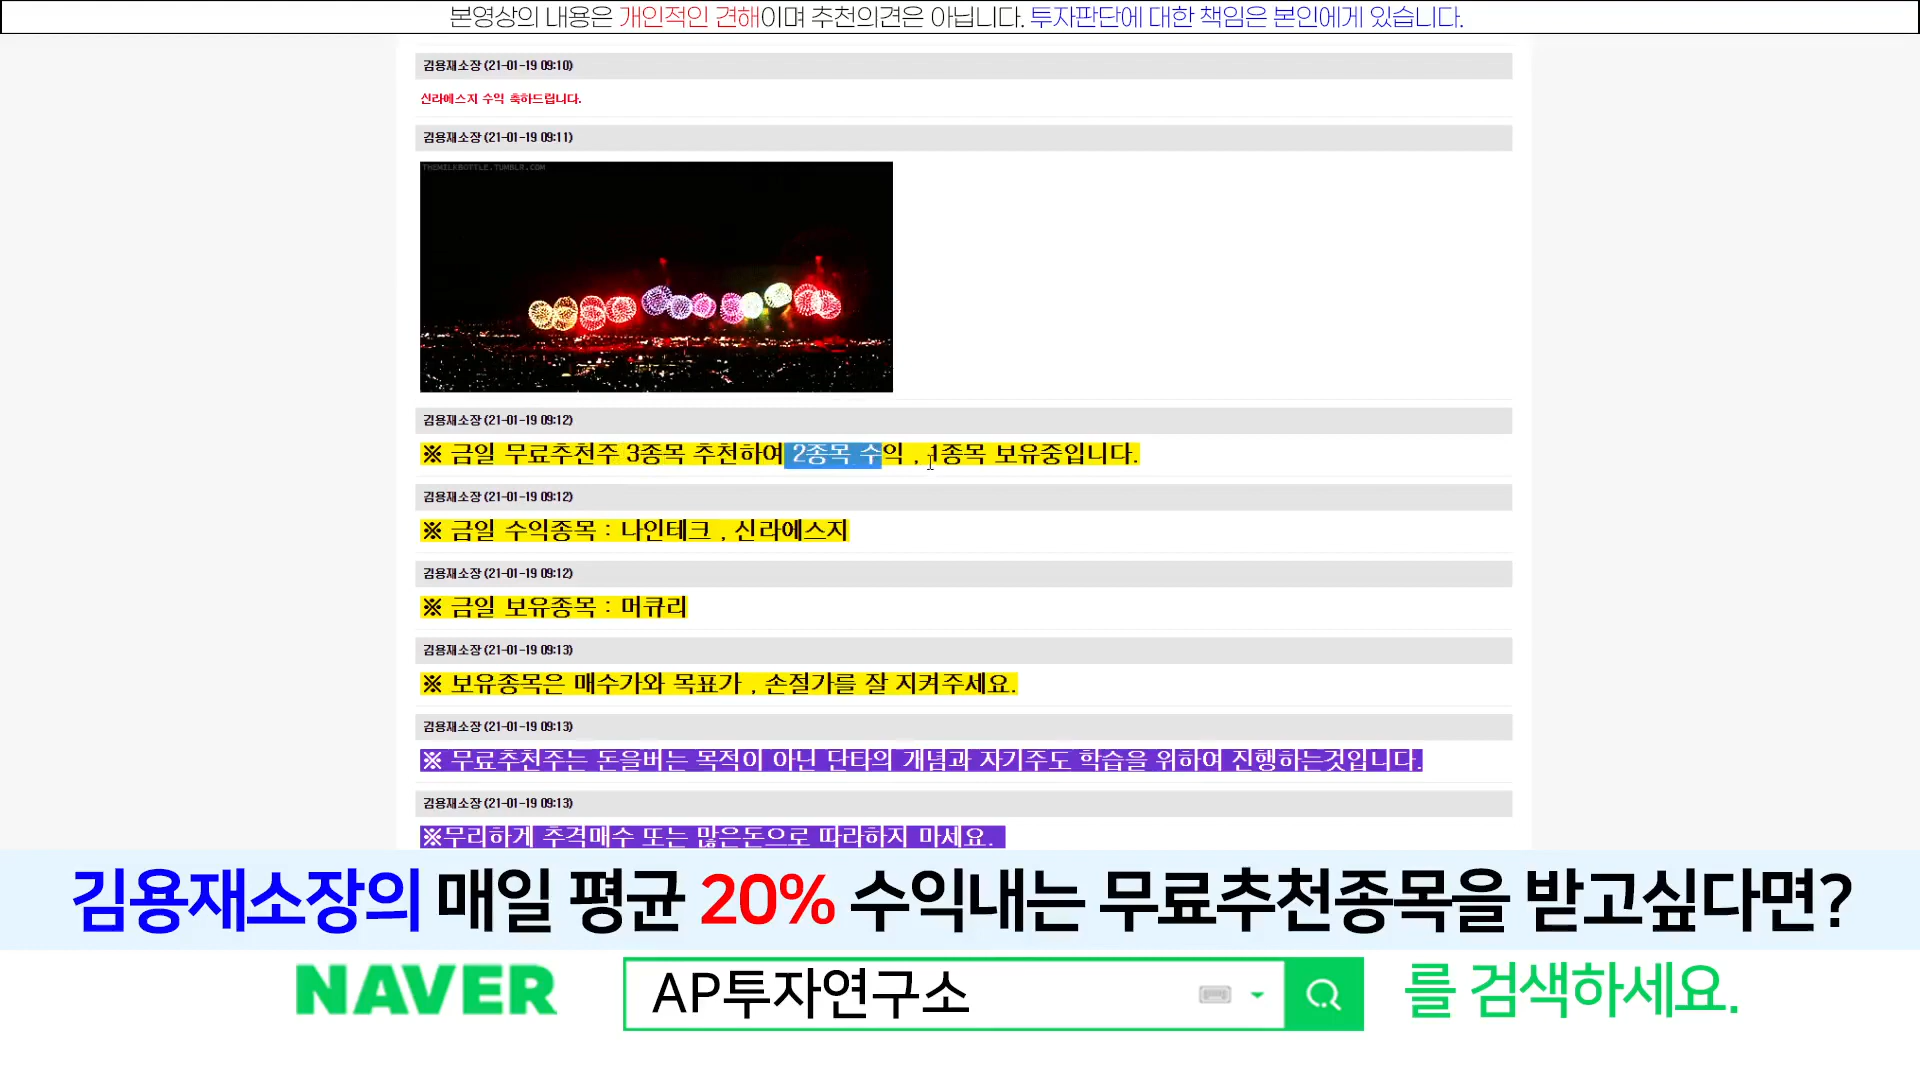 본영상의 내용은 개인적인 견해이며 추천의견은 아닙니다. 투자판단에 대한 책임은 본인에게 있습니다.
김용재소장 (21-01-19 09:10)
신라에스지 수익 축하드립니다.
김용재소장 (21-01-19 09:11)
THEMILKBOTTLE.TUMBLR.COM
김용재소장 (21-01-19 09:12)
※ 금일 무료추천주 3종목 추천하여 2종목 수익 , 1종목 보유중입니다.
김용재소장 (21-01-19 09:12)
※ 금일 수익종목 : 나인테크 , 신라에스지
김용재소장 (21-01-19 09:12)
※ 금일 보유종목 : 머큐리
김용재소장 (21-01-19 09:13)
※ 보유종목은 매수가와 목표가 , 손절가를 잘 지켜주세요.
김용재소장 (21-01-19 09:13)
※ 무료추천주는 돈을버는 목적이 아닌 단타의 개념과 자기주도 학습을 위하여 진행하는것입니다.
김용재소장 (21-01-19 09:13)
※무리하게 추격매수 또는 많은돈으로 따라하지 마세요.
김용재소장의 매일 평균 20% 수익내는 무료추천종목을 받고싶다면?
NAVER AP투자연구소 를 검색하세요.